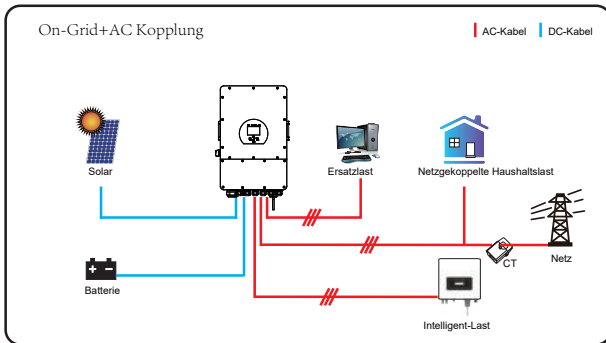 On-Grid+AC Kopplung
AC-Kabel
DC-Kabel
Solar
Ersatzlast
Netzgekoppelte Haushaltslast
CT
Netz
Batterie
Intelligent-Last